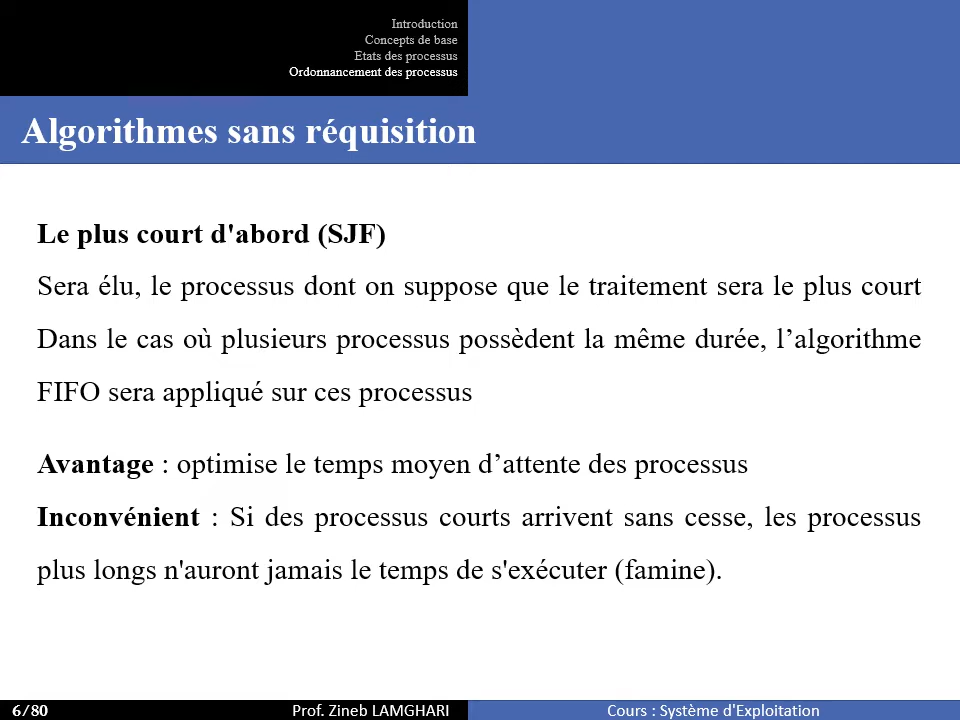 Introduction
Concepts de base
Etats des processus
Ordonnancement des processus
Algorithmes sans réquisition
Le plus court d'abord (SJF)
Sera élu, le processus dont on suppose que le traitement sera le plus court
Dans le cas où plusieurs processus possèdent la même durée, l’algorithme
FIFO sera appliqué sur ces processus
Avantage : optimise le temps moyen d’attente des processus
Inconvénient : Si des processus courts arrivent sans cesse, les processus
plus longs n'auront jamais le temps de s'exécuter (famine).
6/80
Prof. Zineb LAMGHARI
Cours : Système d'Exploitation